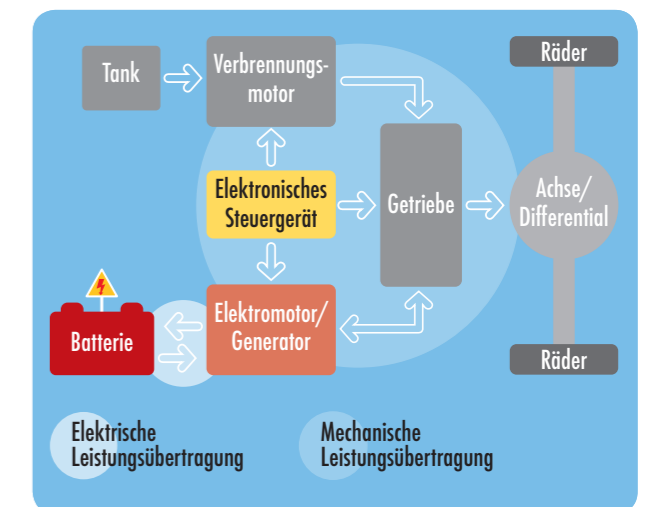 Räder
Tank
Verbrennungs-
motor
Elektronisches
Steuergerät
Getriebe
Achse/
Differential
Elektromotor/
Generator
Batterie
Räder
Elektrische
Leistungsübertragung
Mechanische
Leistungsübertragung